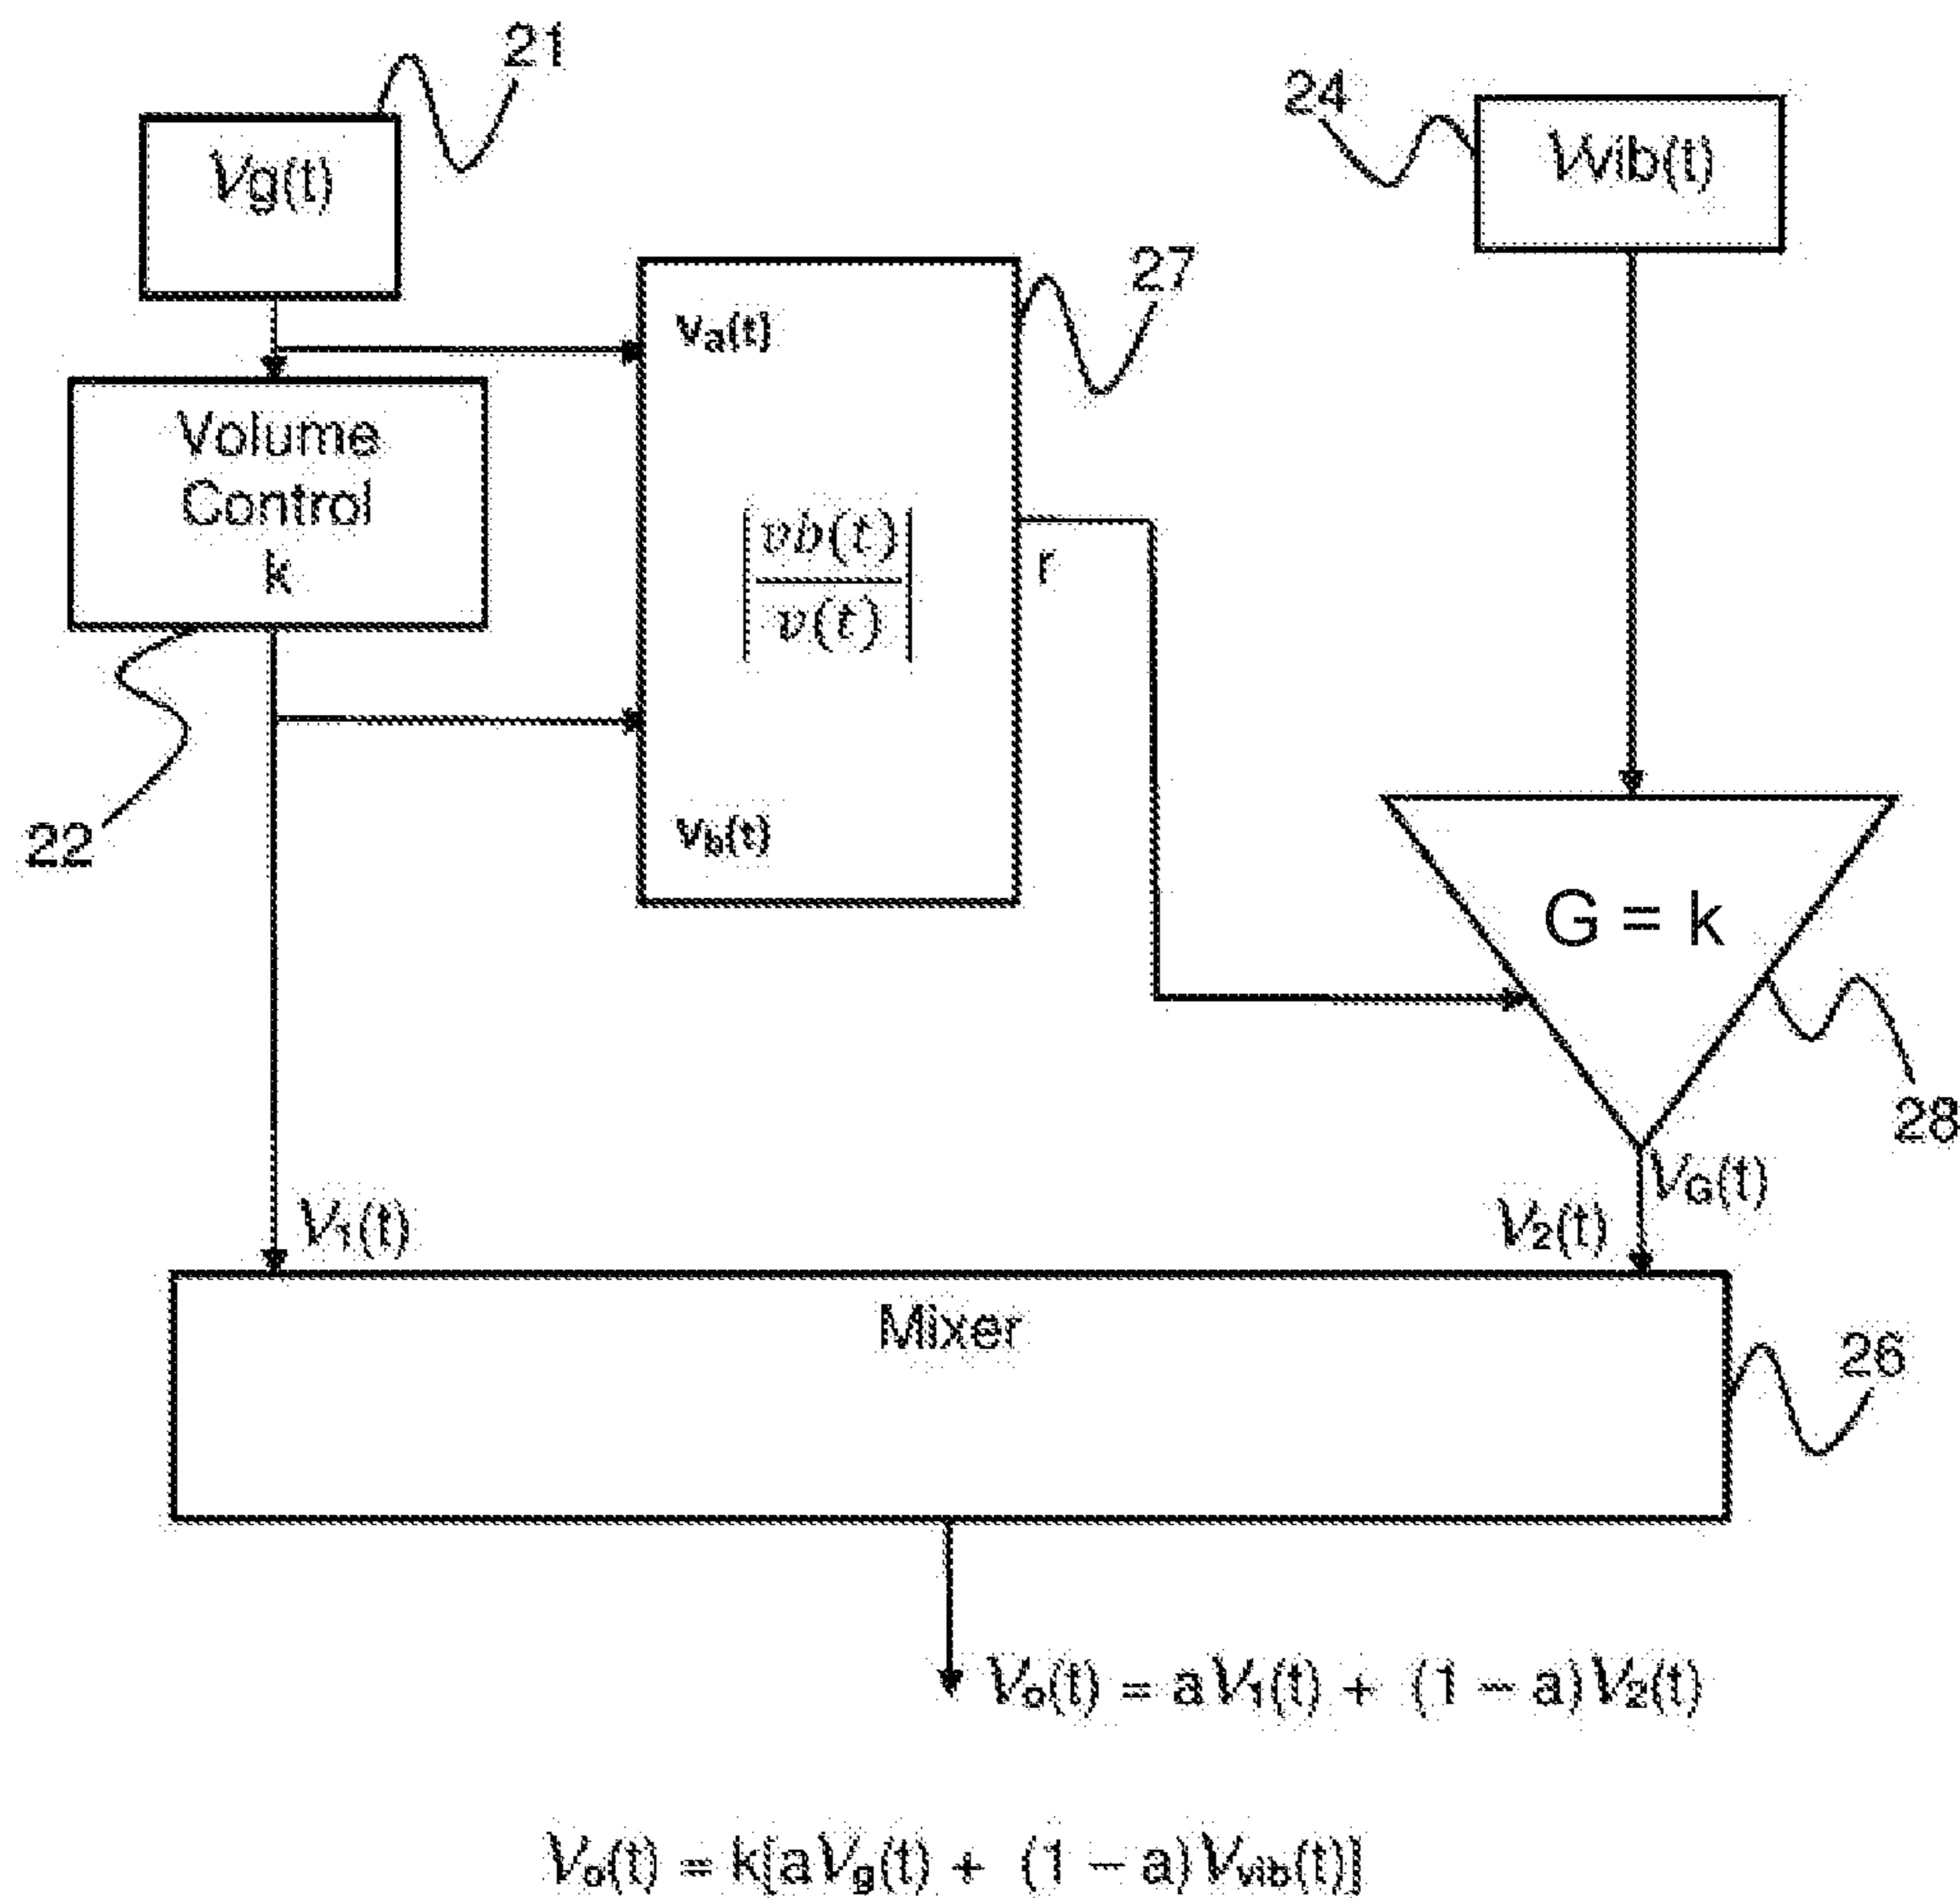 21
24
Vg(t)
Vvib(t)
27
va(t)
Volume
Control
k
|vb(t)/v(t)|
r
22
vb(t)
G = k
28
VG(t)
V1(t)
V2(t)
Mixer
26
Vo(t) = aV1(t) + (1 − a)V2(t)
Vo(t) = k[aVg(t) + (1 − a)Vvib(t)]